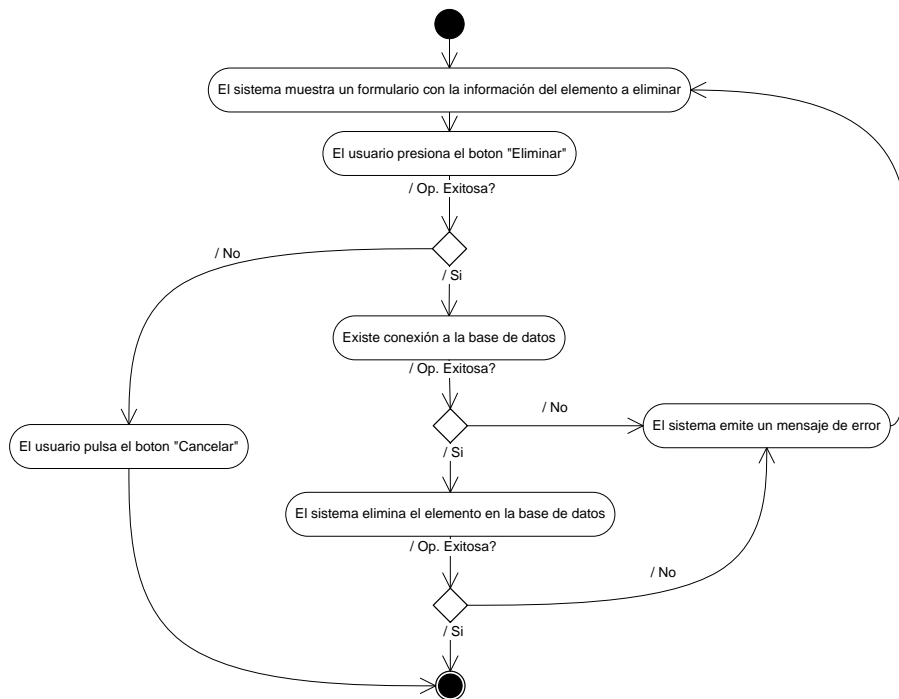 El sistema muestra un formulario con la información del elemento a eliminar
El usuario presiona el boton "Eliminar"
/ Op. Exitosa?
/ No
/ Si
Existe conexión a la base de datos
/ Op. Exitosa?
/ No
El usuario pulsa el boton "Cancelar"
El sistema emite un mensaje de error
/ Si
El sistema elimina el elemento en la base de datos
/ Op. Exitosa?
/ No
/ Si